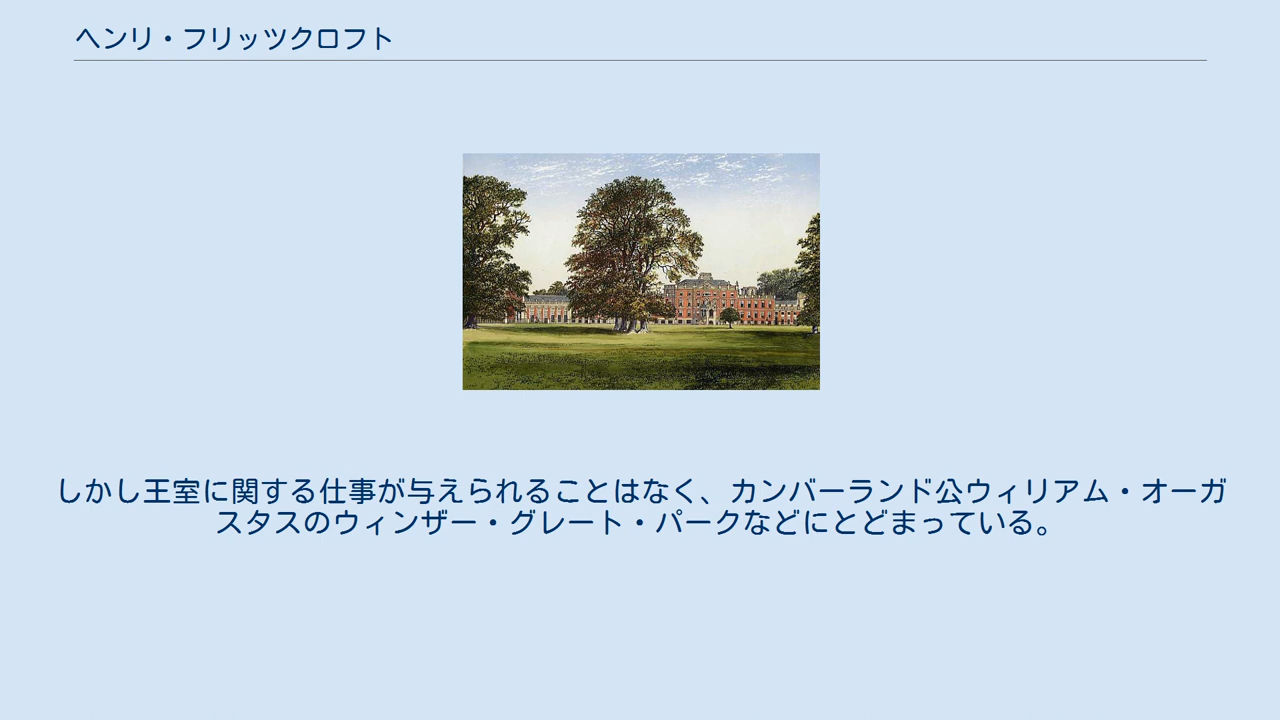 ヘンリ・フリッツクロフト
しかし王室に関する仕事が与えられることはなく、カンバーランド公ウィリアム・オーガ
スタスのウィンザー・グレート・パークなどにとどまっている。